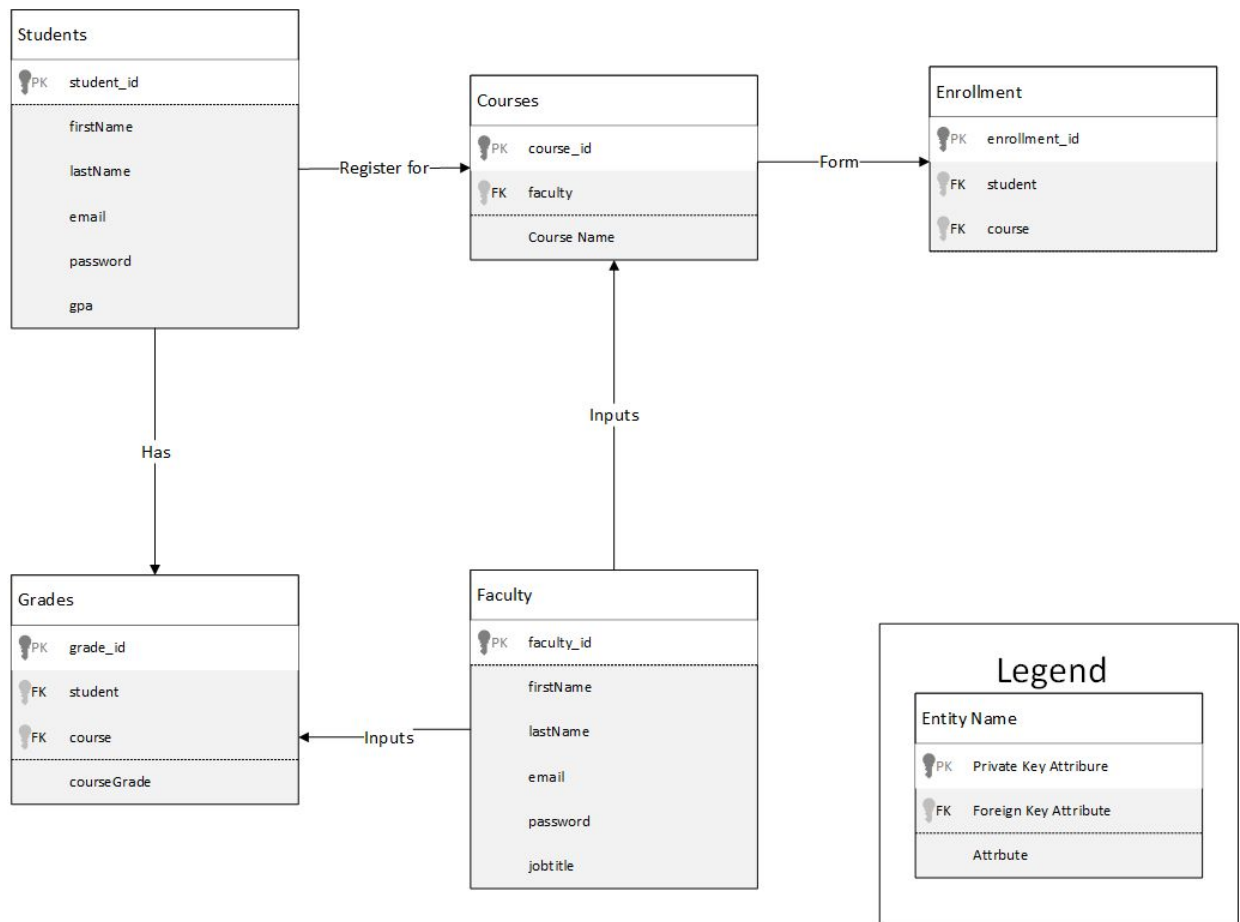 Students
PK student_id
firstName
lastName
email
password
gpa
Register for
Courses
PK course_id
FK faculty
Course Name
Form
Enrollment
PK enrollment_id
FK student
FK course
Has
Inputs
Grades
PK grade_id
FK student
FK course
courseGrade
Inputs
Faculty
PK faculty_id
firstName
lastName
email
password
jobtitle
Legend
Entity Name
PK Private Key Attribure
FK Foreign Key Attribute
Attrbute